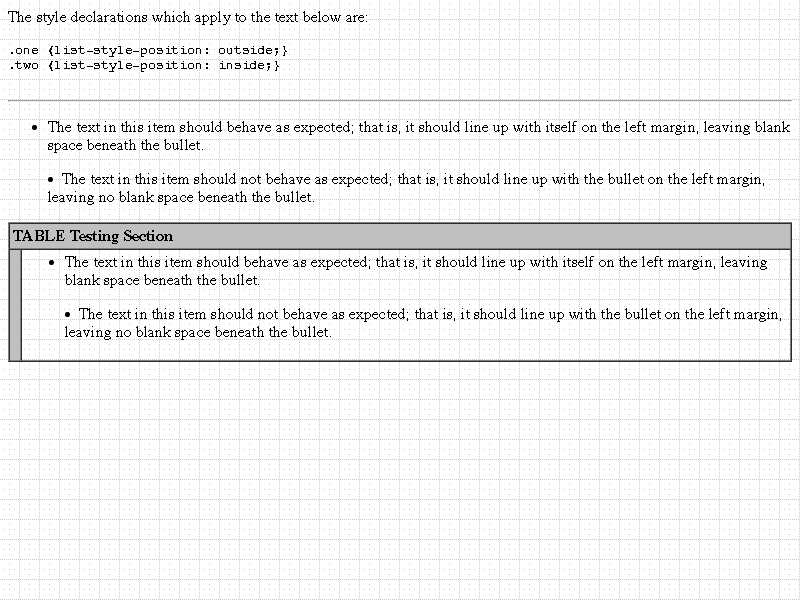 The style declarations which apply to the text below are:
.one {list-style-position: outside;}
.two {list-style-position: inside;}
• The text in this item should behave as expected; that is, it should line up with itself on the left margin, leaving blank
space beneath the bullet.
• The text in this item should not behave as expected; that is, it should line up with the bullet on the left margin,
leaving no blank space beneath the bullet.
TABLE Testing Section
• The text in this item should behave as expected; that is, it should line up with itself on the left margin, leaving
blank space beneath the bullet.
• The text in this item should not behave as expected; that is, it should line up with the bullet on the left margin,
leaving no blank space beneath the bullet.